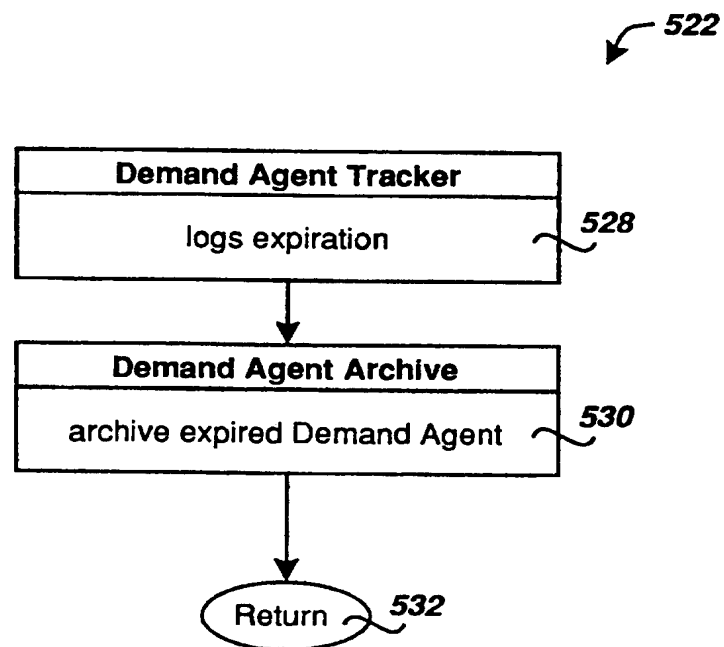 522
Demand Agent Tracker
logs expiration
528
Demand Agent Archive
archive expired Demand Agent
530
Return
532